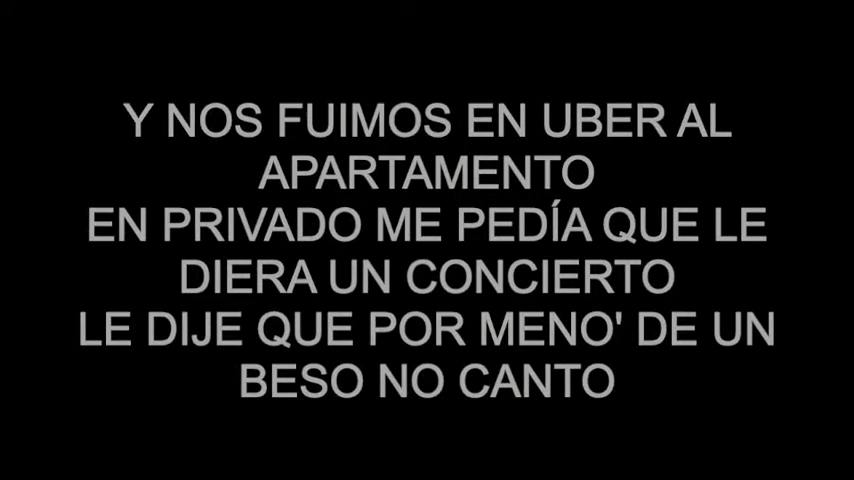 Y NOS FUIMOS EN UBER AL
APARTAMENTO
EN PRIVADO ME PEDÍA QUE LE
DIERA UN CONCIERTO
LE DIJE QUE POR MENO' DE UN
BESO NO CANTO